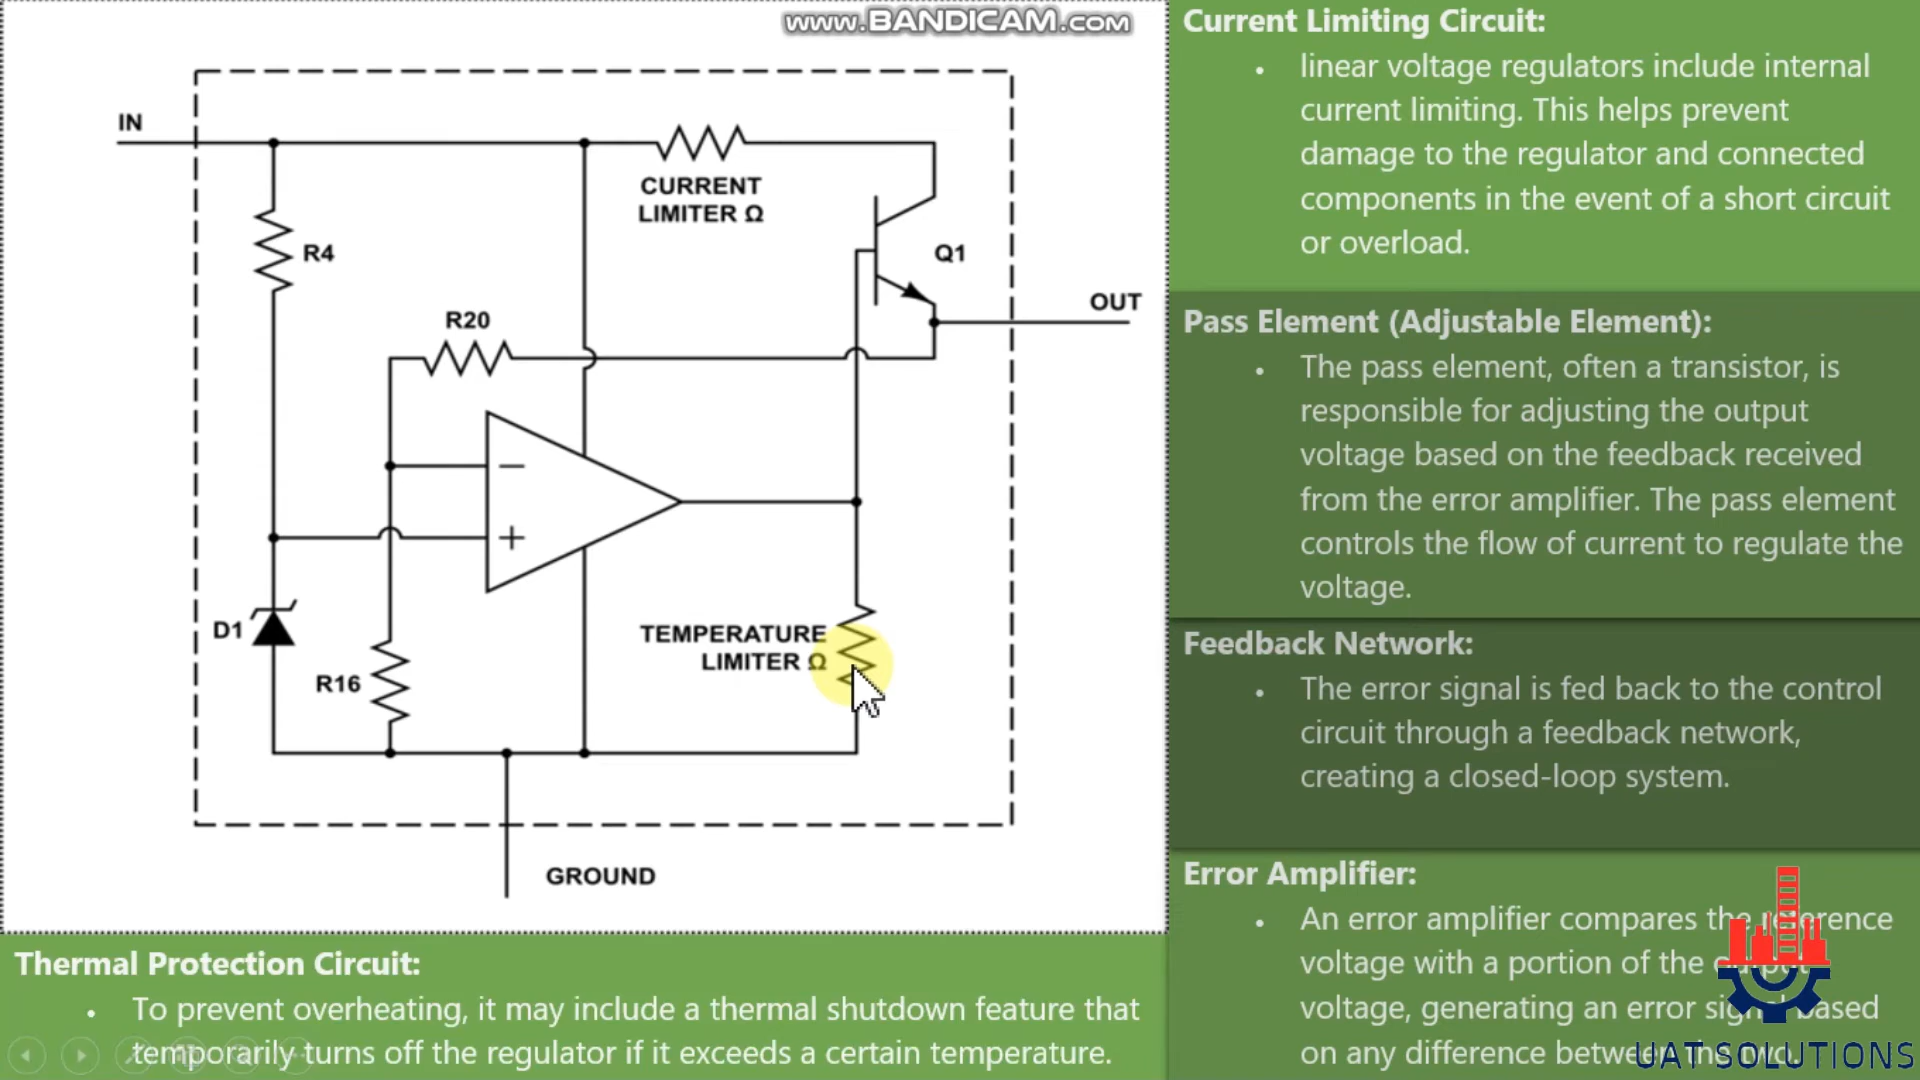 www.BANDICAM.com
IN
CURRENT
LIMITER Ω
R4
Q1
OUT
R20
−
+
D1
TEMPERATURE
LIMITER Ω
R16
GROUND
Current Limiting Circuit:
• linear voltage regulators include internal
current limiting. This helps prevent
damage to the regulator and connected
components in the event of a short circuit
or overload.
Pass Element (Adjustable Element):
• The pass element, often a transistor, is
responsible for adjusting the output
voltage based on the feedback received
from the error amplifier. The pass element
controls the flow of current to regulate the
voltage.
Feedback Network:
• The error signal is fed back to the control
circuit through a feedback network,
creating a closed-loop system.
Error Amplifier:
• An error amplifier compares the reference
voltage with a portion of the output
voltage, generating an error signal based
on any difference between the two.
UAT SOLUTIONS
Thermal Protection Circuit:
• To prevent overheating, it may include a thermal shutdown feature that
temporarily turns off the regulator if it exceeds a certain temperature.